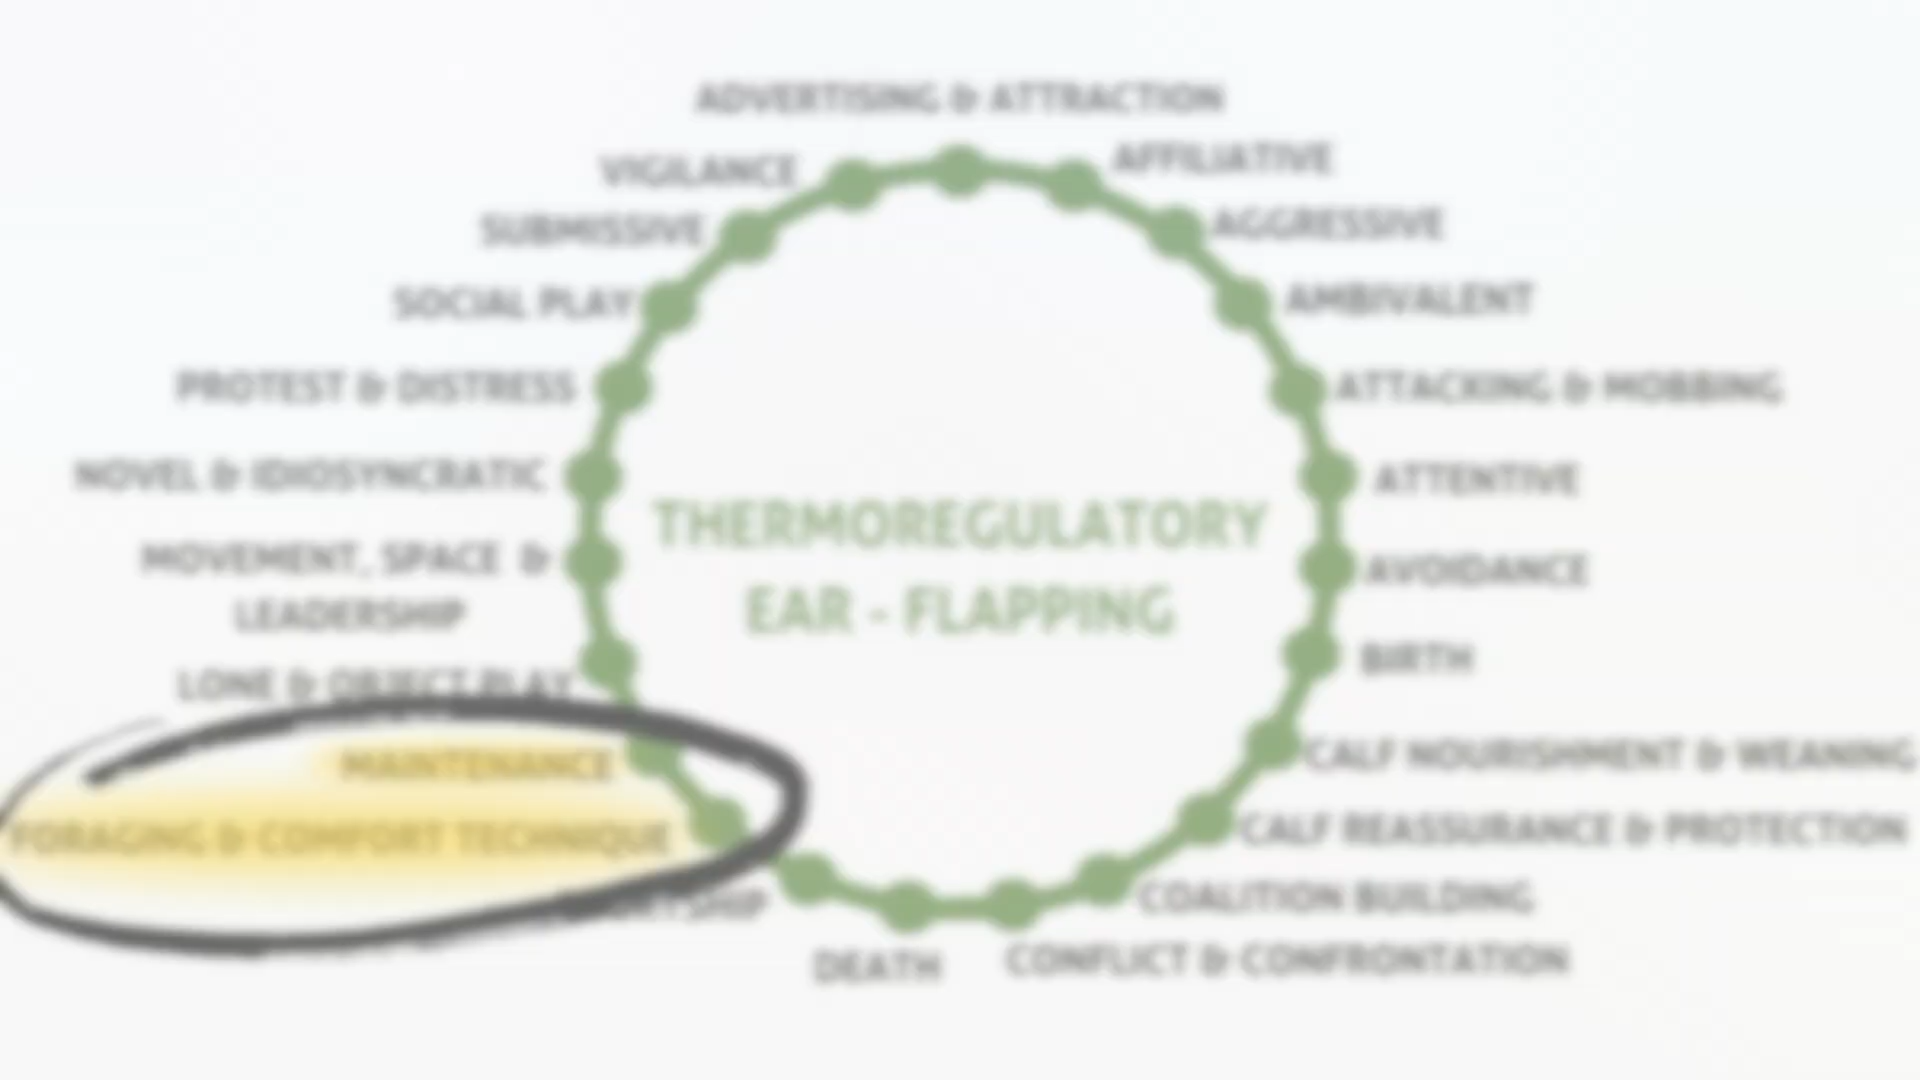 ADVERTISING & ATTRACTION
VIGILANCE
AFFILIATIVE
SUBMISSIVE
AGGRESSIVE
SOCIAL PLAY
AMBIVALENT
PROTEST & DISTRESS
ATTACKING & MOBBING
NOVEL & IDIOSYNCRATIC
ATTENTIVE
THERMOREGULATORY
EAR - FLAPPING
MOVEMENT, SPACE &
LEADERSHIP
AVOIDANCE
BIRTH
LONE & OBJECT PLAY
MAINTENANCE
CALF NOURISHMENT & WEANING
FORAGING & COMFORT TECHNIQUE
CALF REASSURANCE & PROTECTION
COALITION BUILDING
DEATH
CONFLICT & CONFRONTATION